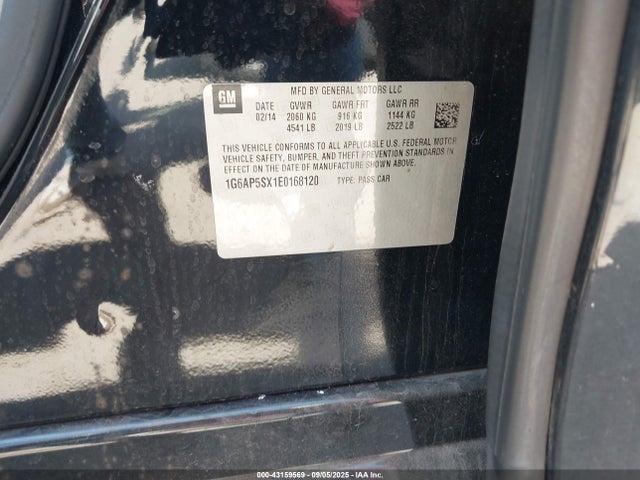 GM
MFD BY GENERAL MOTORS LLC
DATE GVWR GAWR FRT GAWR RR
02/14 2060 KG 916 KG 1144 KG
4541 LB 2019 LB 2522 LB
THIS VEHICLE CONFORMS TO ALL APPLICABLE U.S. FEDERAL MOTOR
VEHICLE SAFETY, BUMPER, AND THEFT PREVENTION STANDARDS IN
EFFECT ON THE DATE OF MANUFACTURE SHOWN ABOVE.
1G6AP5SX1E0168120 TYPE: PASS CAR
000-43159569 - 09/05/2025 - IAA Inc.